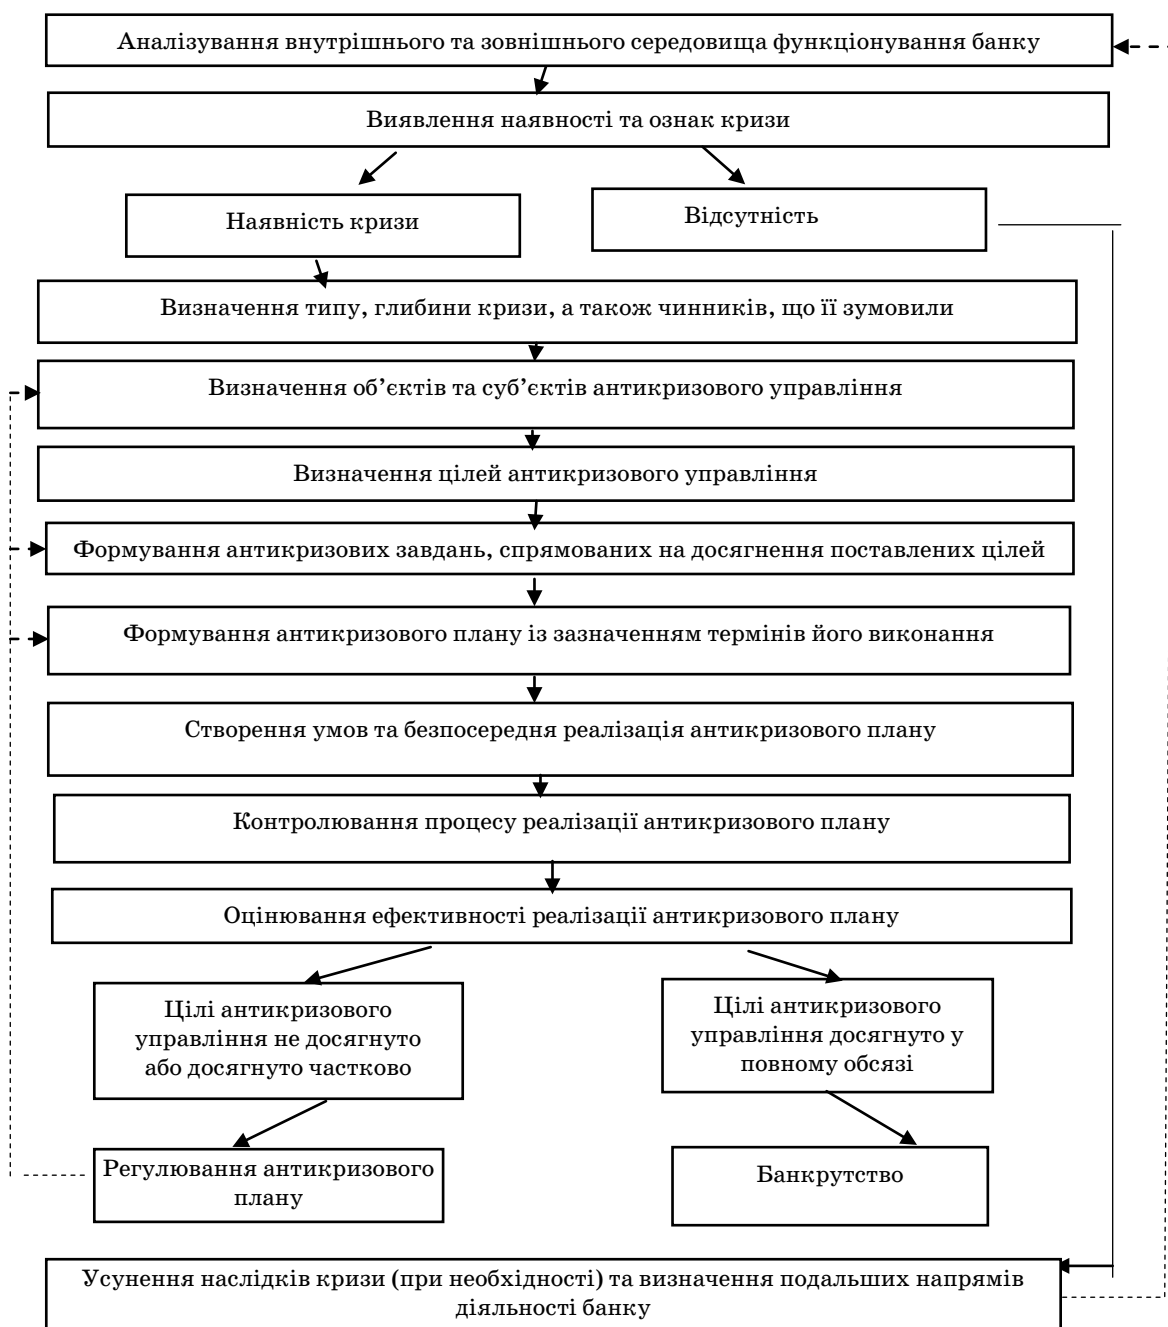 Аналізування внутрішнього та зовнішнього середовища функціонування банку
Виявлення наявності та ознак кризи
Наявність кризи
Відсутність
Визначення типу, глибини кризи, а також чинників, що її зумовили
Визначення об’єктів та суб’єктів антикризового управління
Визначення цілей антикризового управління
Формування антикризових завдань, спрямованих на досягнення поставлених цілей
Формування антикризового плану із зазначенням термінів його виконання
Створення умов та безпосередня реалізація антикризового плану
Контролювання процесу реалізації антикризового плану
Оцінювання ефективності реалізації антикризового плану
Цілі антикризового
управління не досягнуто
або досягнуто частково
Цілі антикризового
управління досягнуто у
повному обсязі
Регулювання антикризового
плану
Банкрутство
Усунення наслідків кризи (при необхідності) та визначення подальших напрямів
діяльності банку